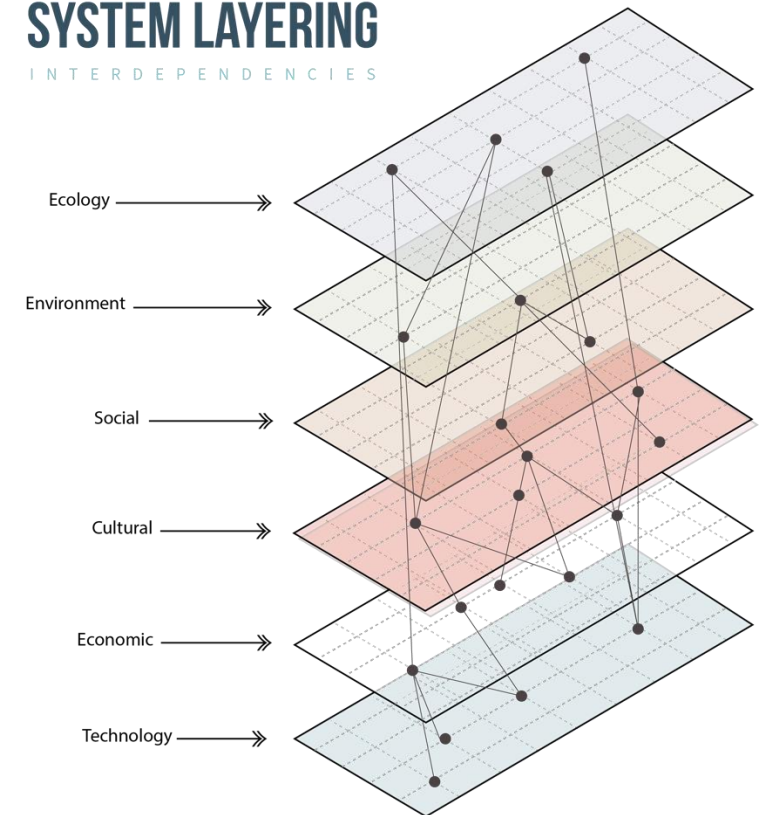 SYSTEM LAYERING
INTERDEPENDENCIES
Ecology
Environment
Social
Cultural
Economic
Technology